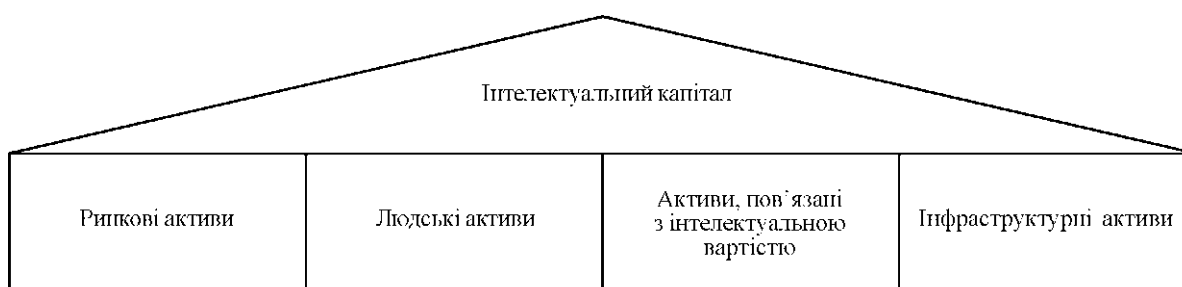 Інтелектуальний капітал
Ринкові активи
Людські активи
Активи, пов’язані
з інтелектуальною
вартістю
Інфраструктурні активи